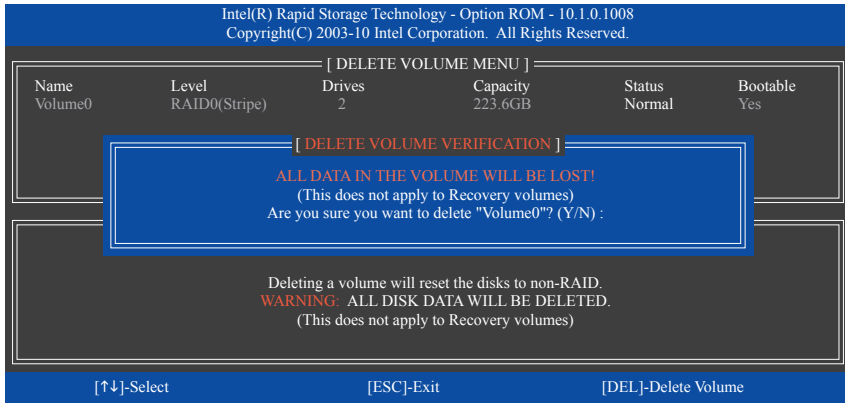 Intel(R) Rapid Storage Technology - Option ROM - 10.1.0.1008
Copyright(C) 2003-10 Intel Corporation.  All Rights Reserved.
[ DELETE VOLUME MENU ]
Name Level Drives Capacity Status Bootable
Volume0 RAID0(Stripe) 2 223.6GB Normal Yes
[ DELETE VOLUME VERIFICATION ]
ALL DATA IN THE VOLUME WILL BE LOST!
(This does not apply to Recovery volumes)
Are you sure you want to delete "Volume0"? (Y/N) :
Deleting a volume will reset the disks to non-RAID.
WARNING:  ALL DISK DATA WILL BE DELETED.
(This does not apply to Recovery volumes)
[↑↓]-Select [ESC]-Exit [DEL]-Delete Volume